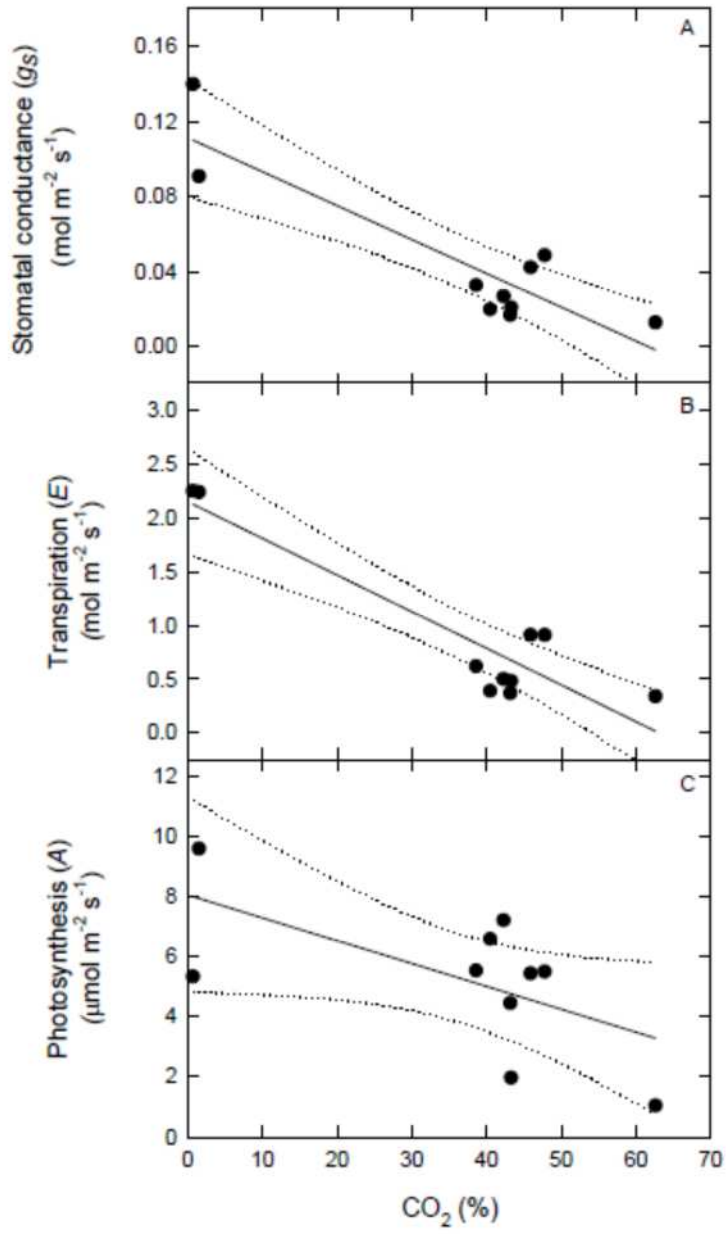 A
Stomatal conductance (gs)
(mol m-2 s-1)
0.16
0.12
0.08
0.04
0.00
B
Transpiration (E)
(mol m-2 s-1)
3.0
2.5
2.0
1.5
1.0
0.5
0.0
C
Photosynthesis (A)
(μmol m-2 s-1)
12
10
8
6
4
2
0
0 10 20 30 40 50 60 70
CO2 (%)